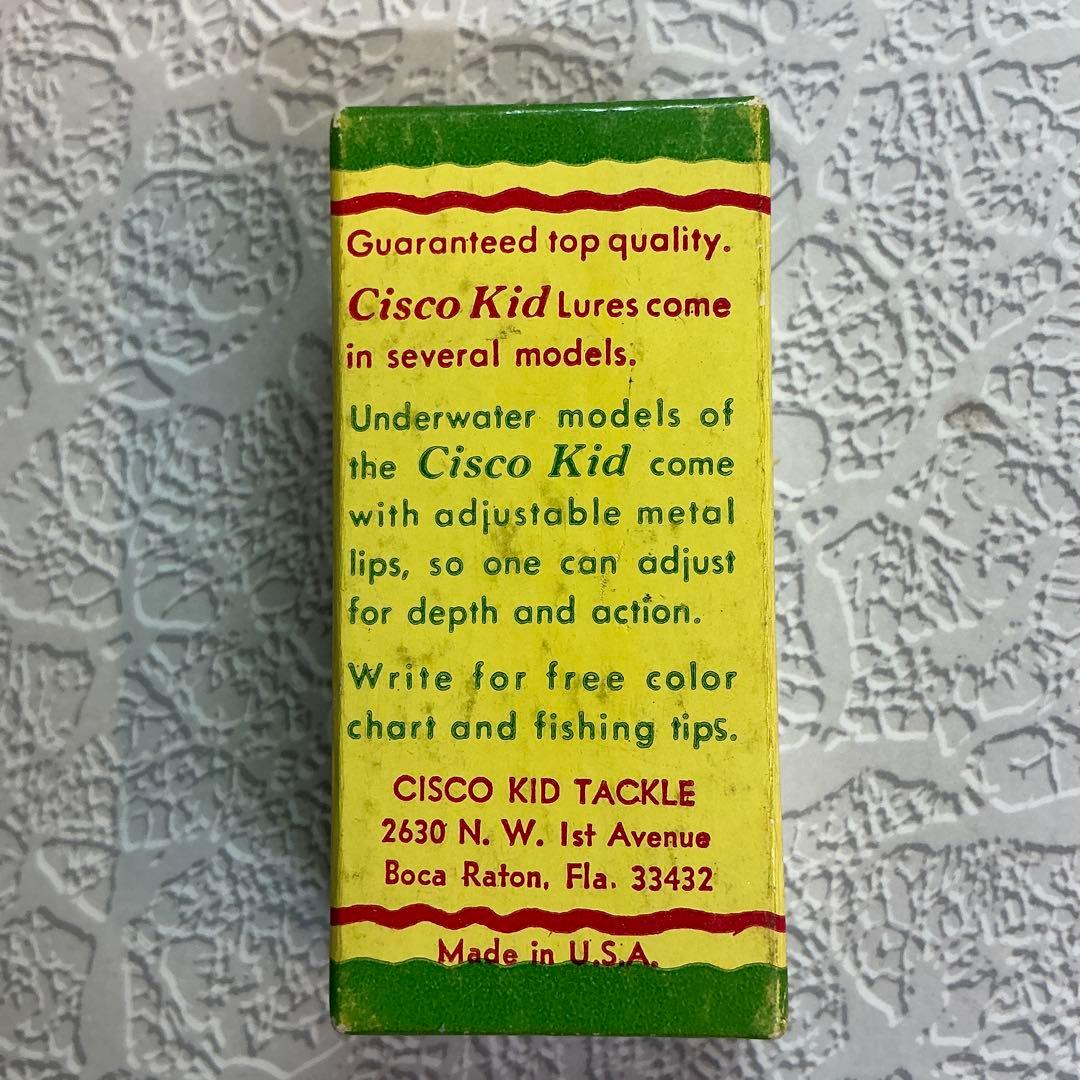 Guaranteed top quality.
Cisco Kid Lures come
in several models.
Underwater models of
the Cisco Kid come
with adjustable metal
lips, so one can adjust
for depth and action.
Write for free color
chart and fishing tips.
CISCO KID TACKLE
2630 N. W. 1st Avenue
Boca Raton, Fla. 33432
Made in U.S.A.